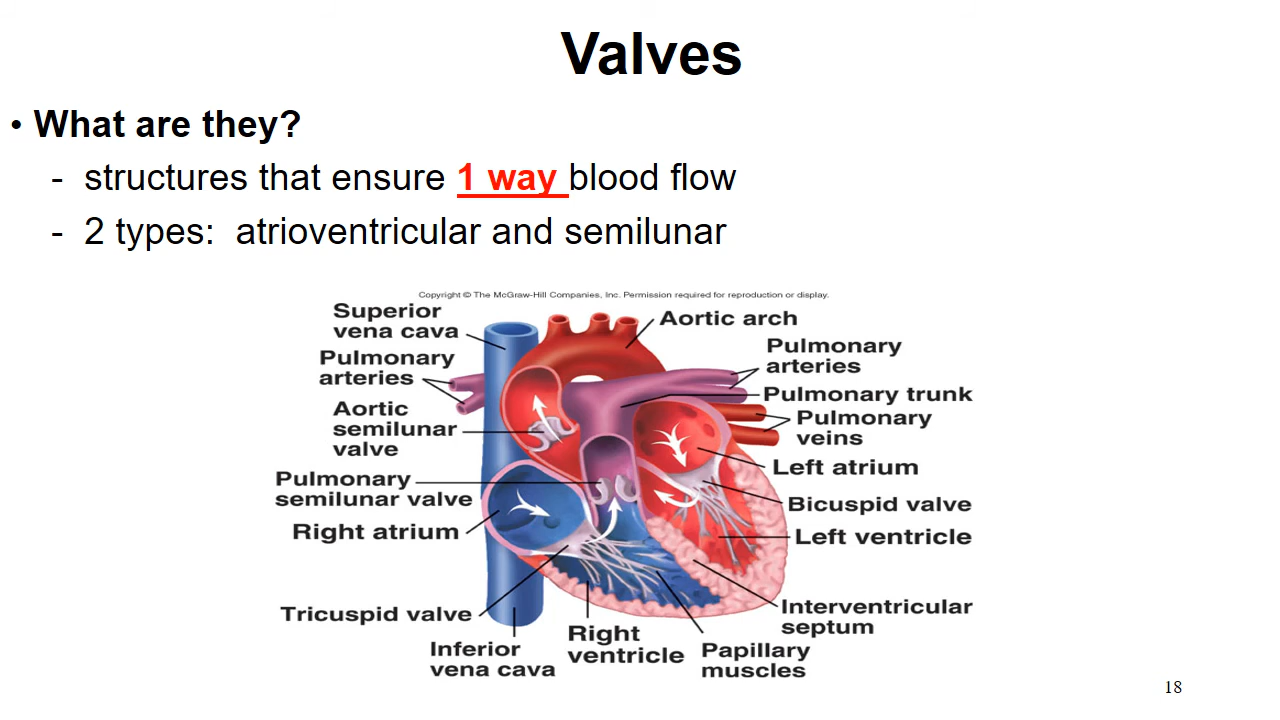 Valves
• What are they?
- structures that ensure 1 way blood flow
- 2 types: atrioventricular and semilunar
Copyright © The McGraw-Hill Companies, Inc. Permission required for reproduction or display.
Superior
vena cava
Pulmonary
arteries
Aortic
semilunar
valve
Pulmonary
semilunar valve
Right atrium
Tricuspid valve
Inferior
vena cava
Right
ventricle
Papillary
muscles
Aortic arch
Pulmonary
arteries
Pulmonary trunk
Pulmonary
veins
Left atrium
Bicuspid valve
Left ventricle
Interventricular
septum
18